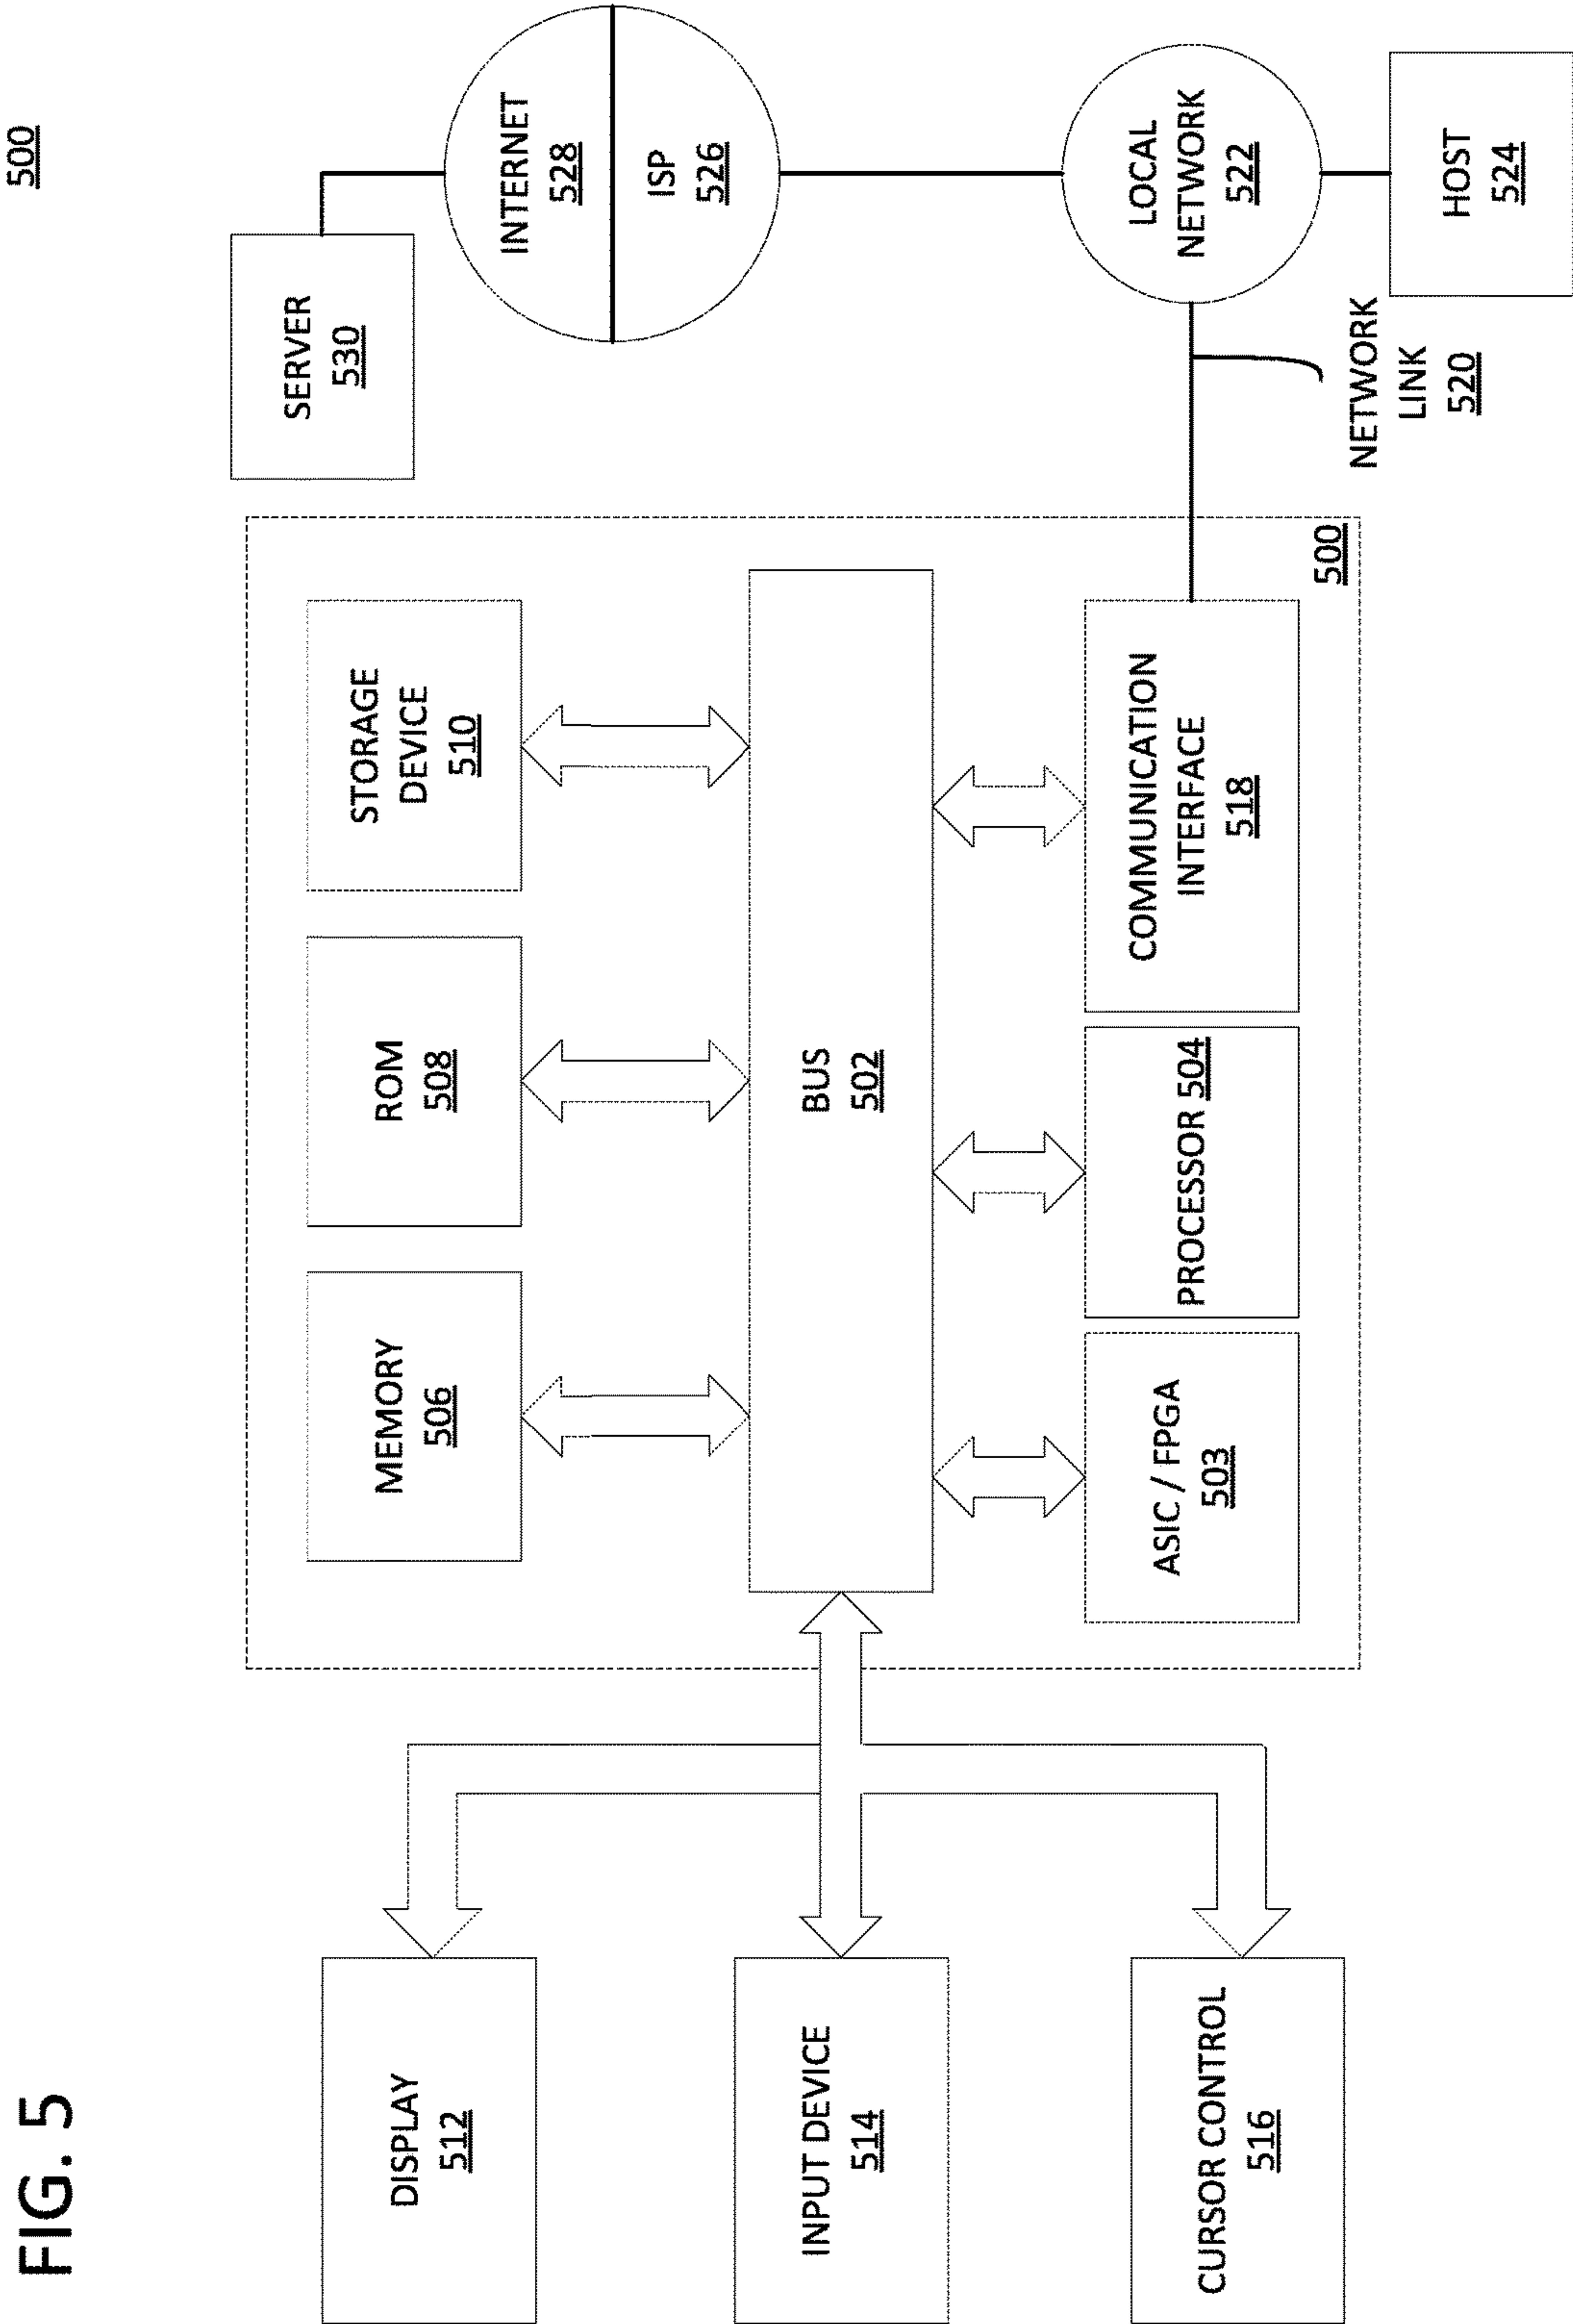 FIG. 5
500
DISPLAY
512
INPUT DEVICE
514
CURSOR CONTROL
516
MEMORY
506
ROM
508
STORAGE
DEVICE
510
BUS
502
ASIC / FPGA
503
PROCESSOR 504
COMMUNICATION
INTERFACE
518
500
SERVER
530
INTERNET
528
ISP
526
LOCAL
NETWORK
522
NETWORK
LINK
520
HOST
524